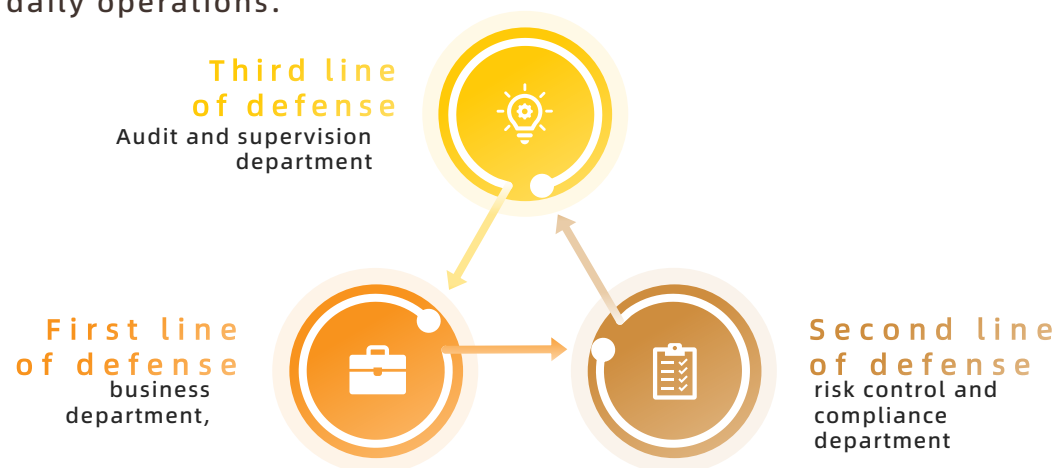 daily operations.
Third line
of defense
Audit and supervision
department
First line
of defense
business
department,
Second line
of defense
risk control and
compliance
department